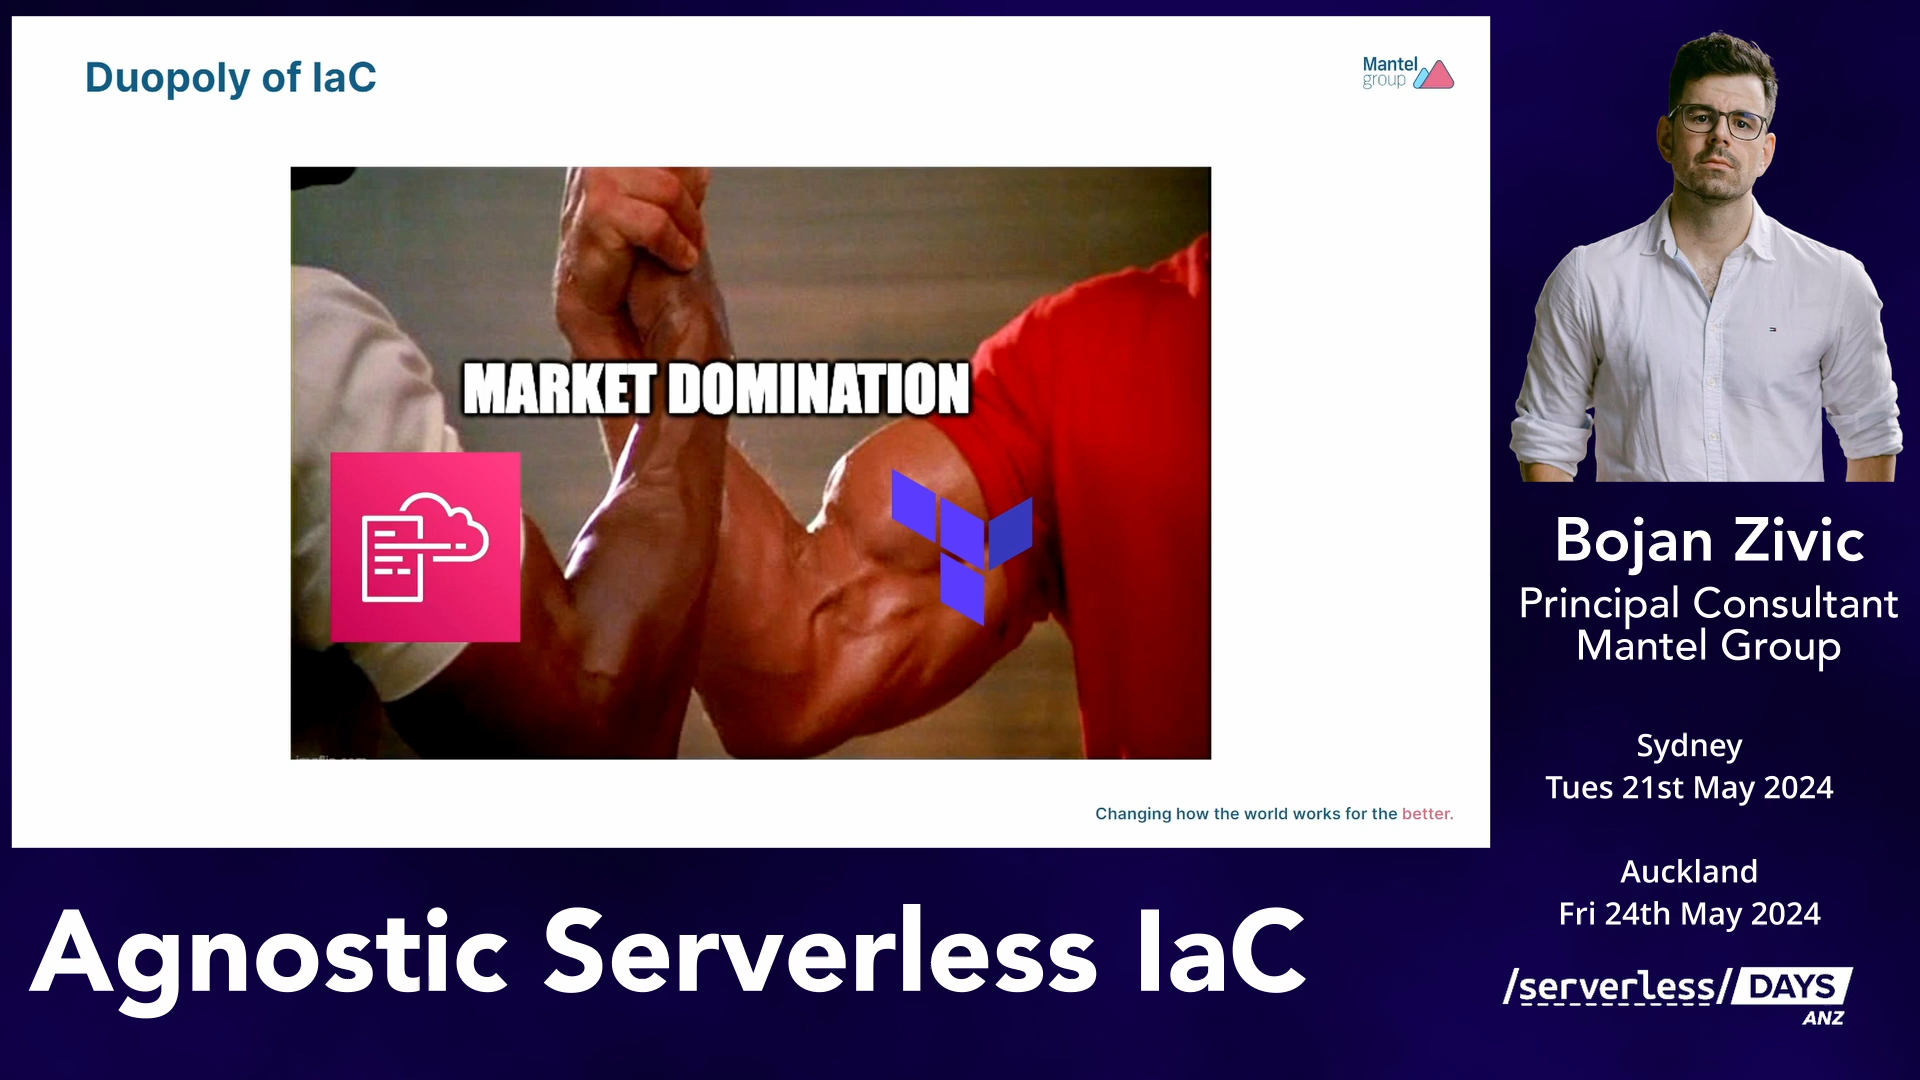 Duopoly of IaC
Mantel
group
MARKET DOMINATION
Changing how the world works for the better.
Bojan Zivic
Principal Consultant
Mantel Group
Sydney
Tues 21st May 2024
Auckland
Fri 24th May 2024
Agnostic Serverless IaC
/serverless/DAYS
ANZ